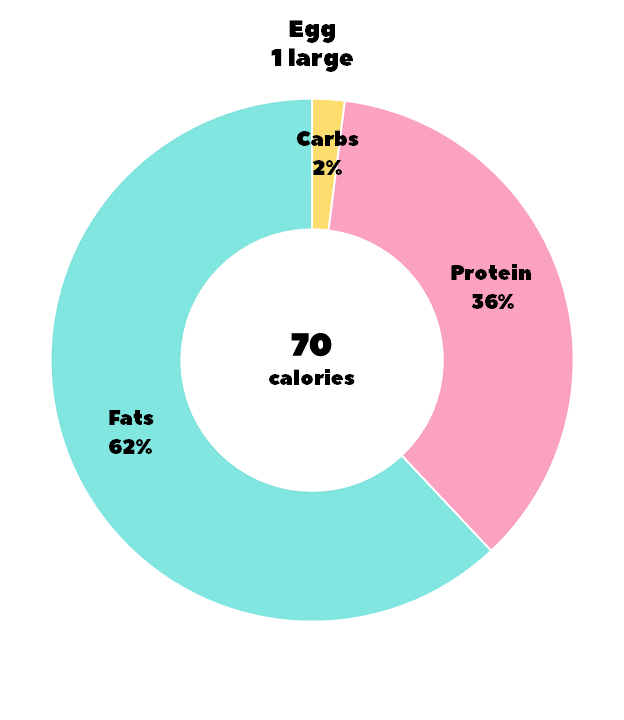 Egg
1 large
Carbs
2%
Protein
36%
70
calories
Fats
62%